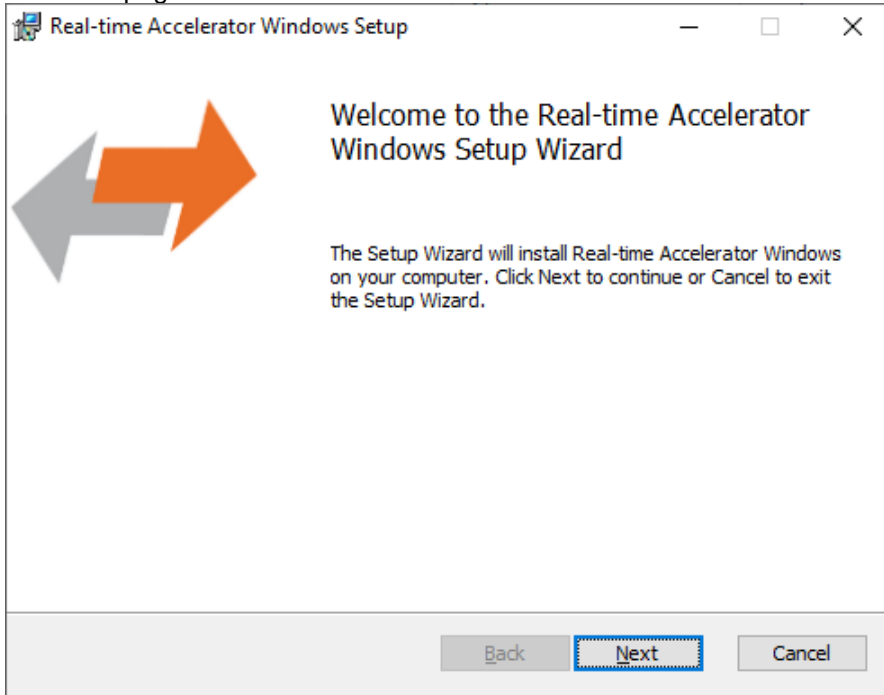 Real-time Accelerator Windows Setup
Welcome to the Real-time Accelerator
Windows Setup Wizard
The Setup Wizard will install Real-time Accelerator Windows
on your computer. Click Next to continue or Cancel to exit
the Setup Wizard.
Back Next Cancel